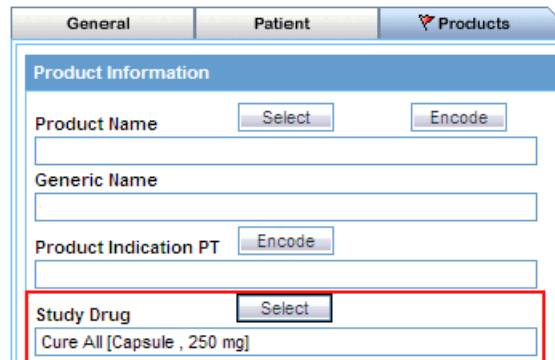 General Patient Products
Product Information
Product Name Select Encode
Generic Name
Product Indication PT Encode
Study Drug Select
Cure All [Capsule , 250 mg]